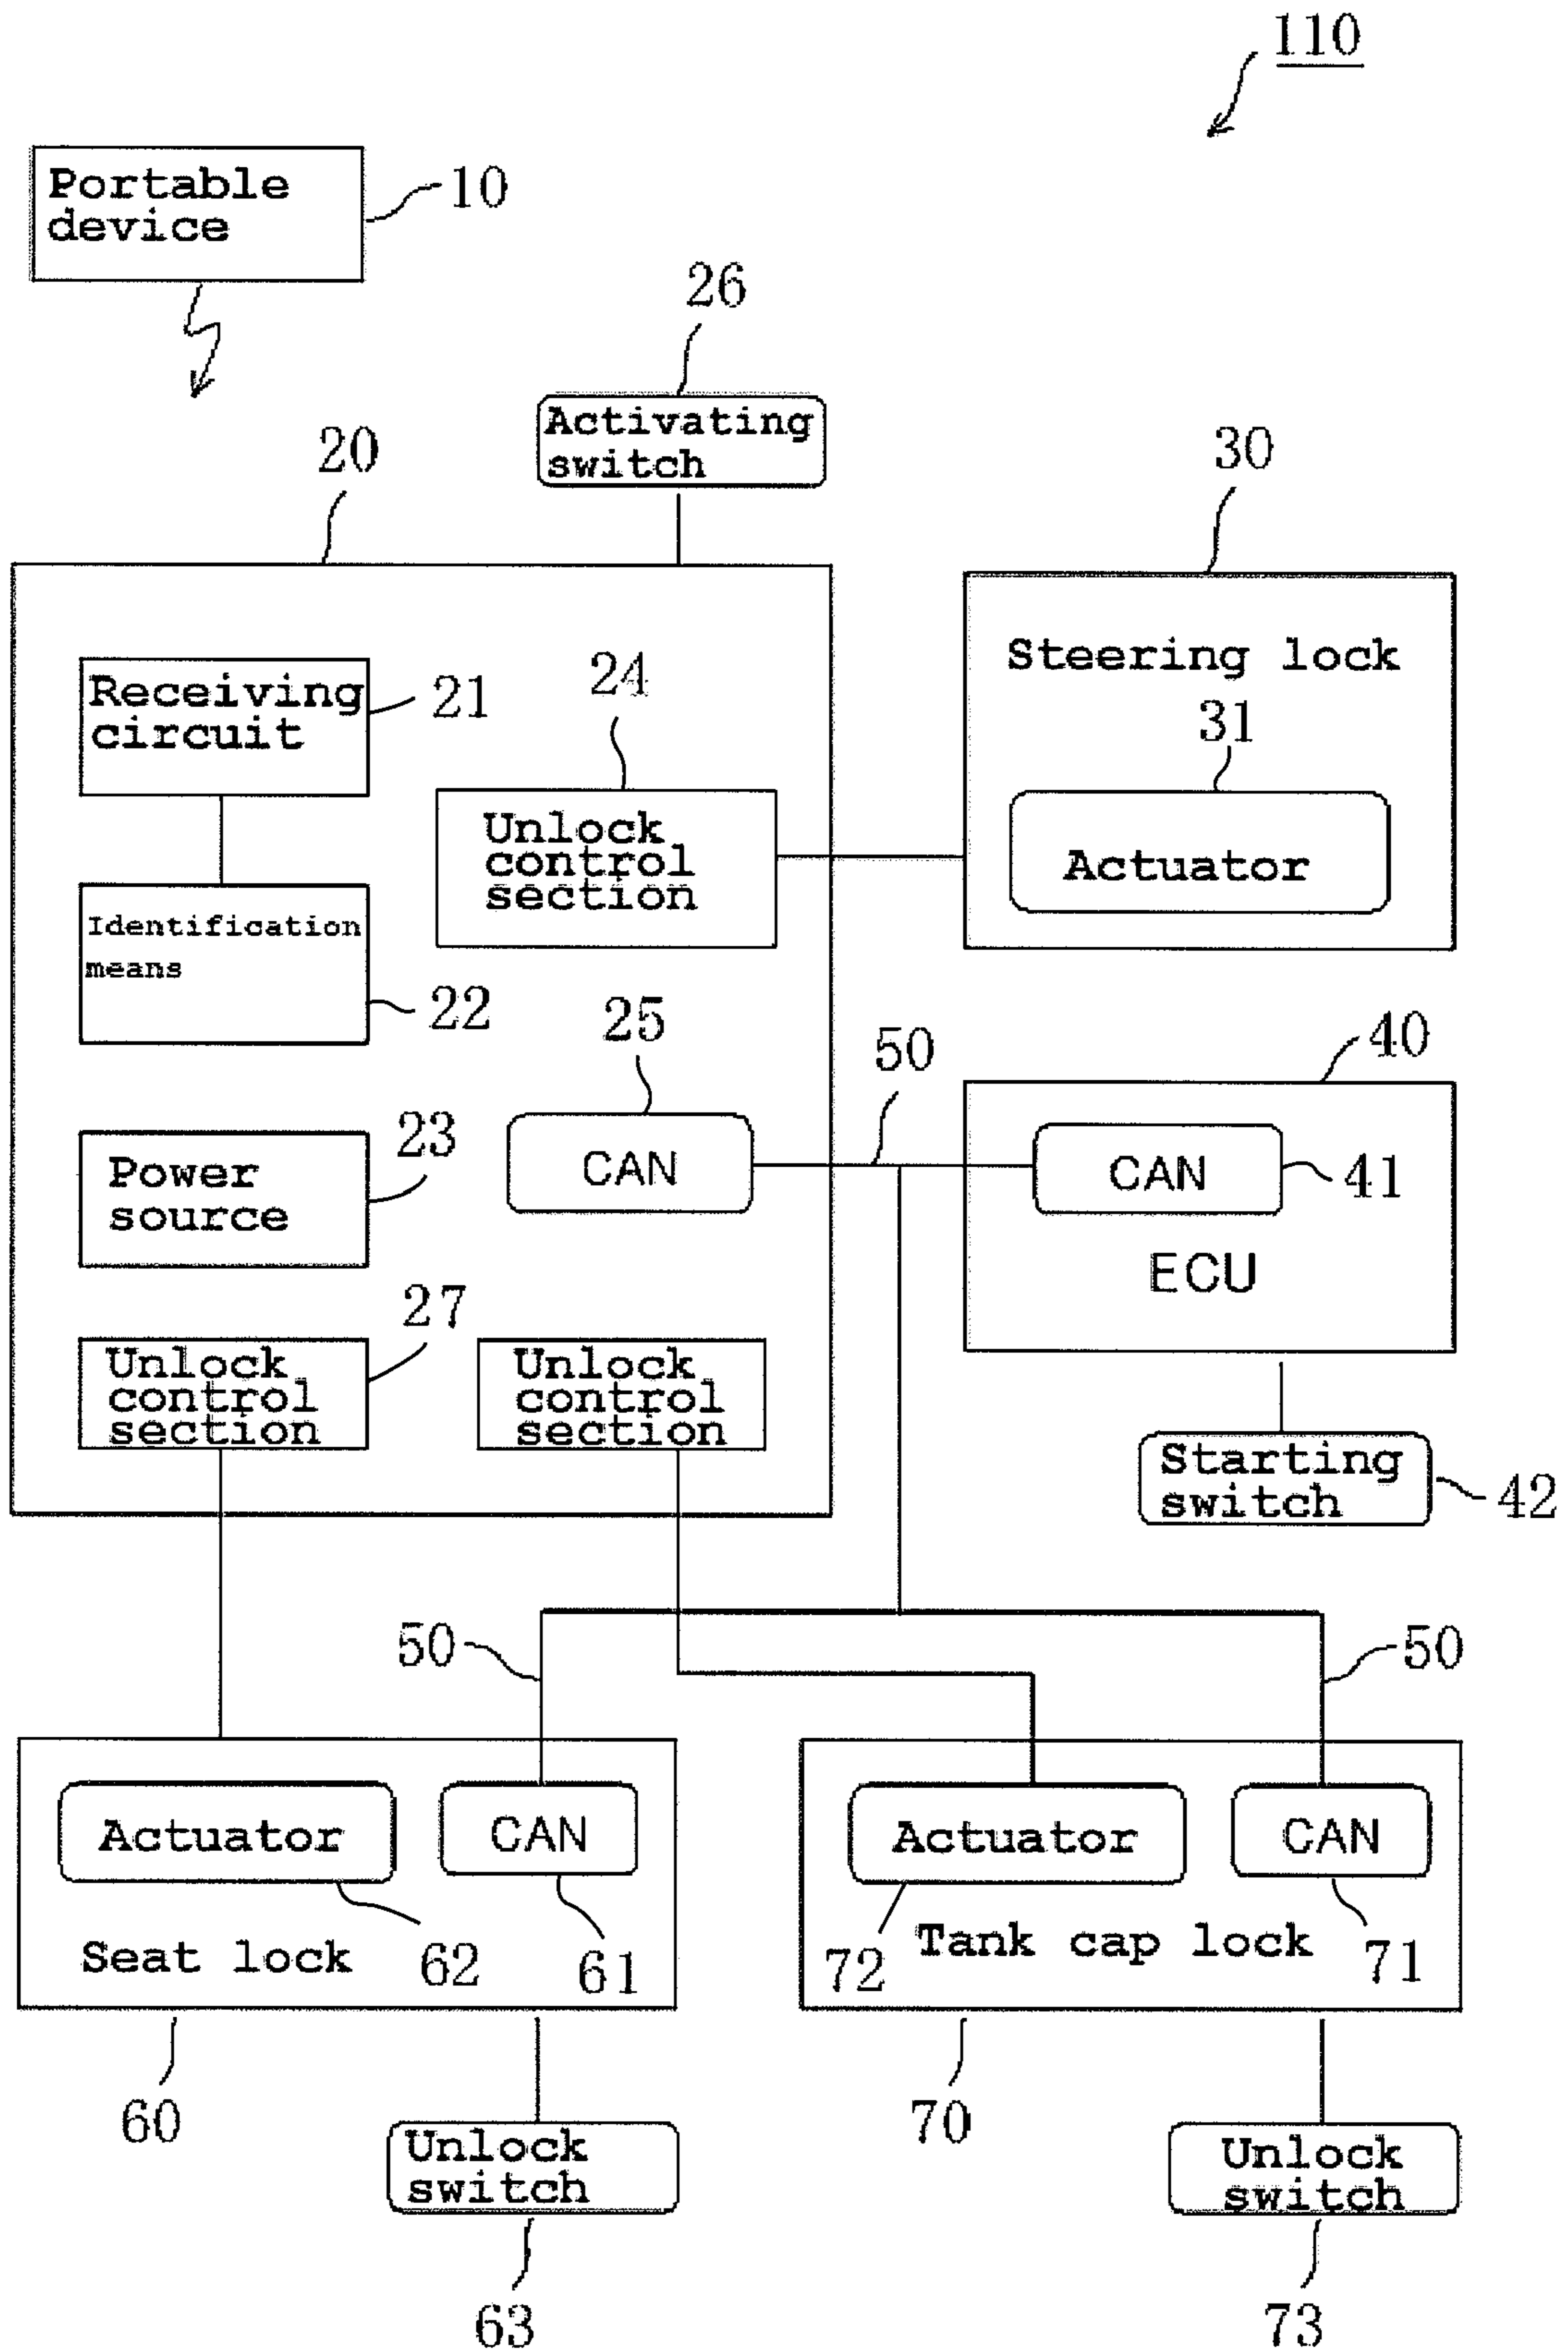 110
Portable
device
10
26
Activating
switch
20
30
Steering lock
31
Actuator
Receiving
circuit
21
24
Unlock
control
section
Identification
means
22
25
CAN
50
40
CAN
41
ECU
Power
source
23
27
Unlock
control
section
Unlock
control
section
Starting
switch
42
50
50
Actuator
CAN
Seat lock
62
61
Actuator
CAN
72
Tank cap lock
71
60
70
Unlock
switch
63
Unlock
switch
73